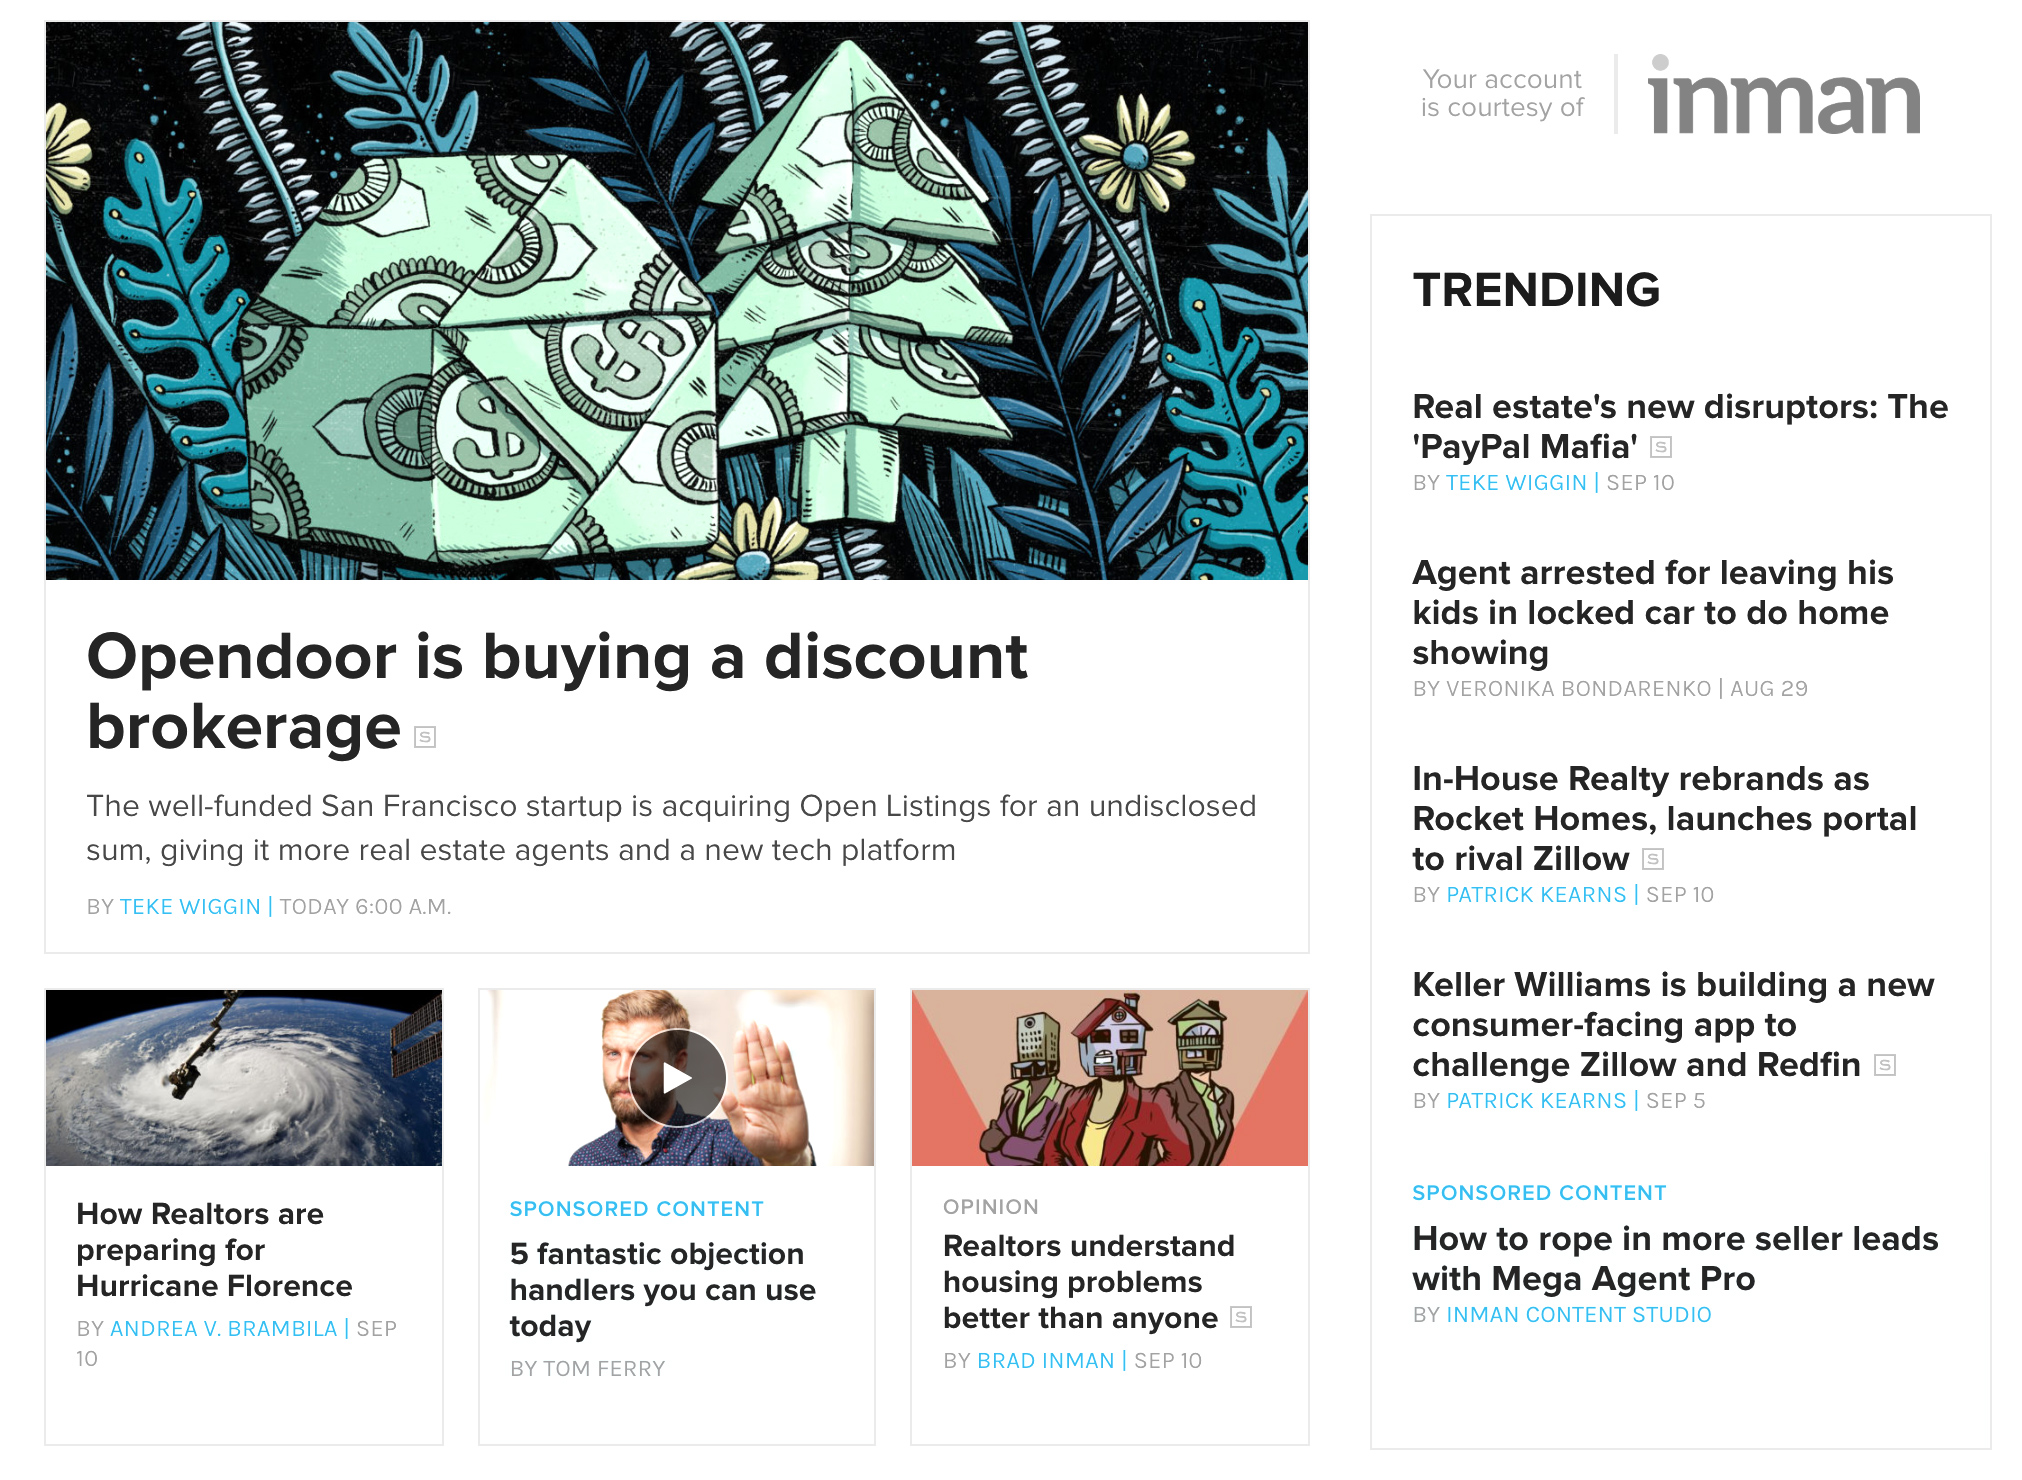 Your account
is courtesy of
inman
Opendoor is buying a discount
brokerage S
The well-funded San Francisco startup is acquiring Open Listings for an undisclosed
sum, giving it more real estate agents and a new tech platform
BY TEKE WIGGIN | TODAY 6:00 A.M.
How Realtors are
preparing for
Hurricane Florence
BY ANDREA V. BRAMBILA | SEP
10
SPONSORED CONTENT
5 fantastic objection
handlers you can use
today
BY TOM FERRY
OPINION
Realtors understand
housing problems
better than anyone S
BY BRAD INMAN | SEP 10
TRENDING
Real estate's new disruptors: The
'PayPal Mafia' S
BY TEKE WIGGIN | SEP 10
Agent arrested for leaving his
kids in locked car to do home
showing
BY VERONIKA BONDARENKO | AUG 29
In-House Realty rebrands as
Rocket Homes, launches portal
to rival Zillow S
BY PATRICK KEARNS | SEP 10
Keller Williams is building a new
consumer-facing app to
challenge Zillow and Redfin S
BY PATRICK KEARNS | SEP 5
SPONSORED CONTENT
How to rope in more seller leads
with Mega Agent Pro
BY INMAN CONTENT STUDIO